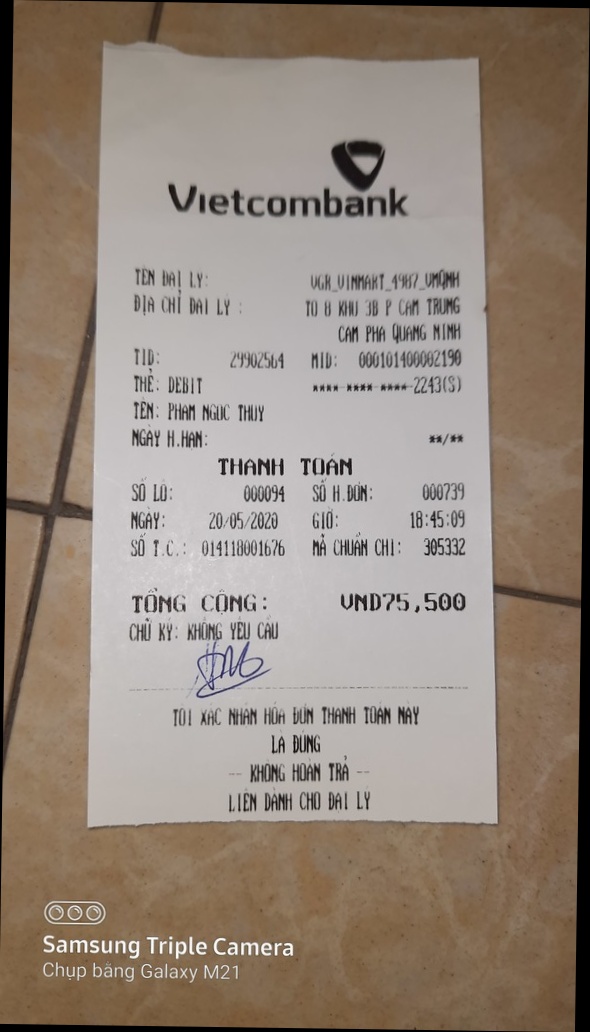 Vietcombank
TÊN ĐẠI LÝ: VGR_VINMART_4987_VMQNH
ĐỊA CHỈ ĐẠI LÝ : TO 8 KHU 3B P CAM TRUNG
CAM PHA QUANG NINH
TID: 29902564 MID: 000101400002190
THẺ: DEBIT **** **** **** 2243(S)
TÊN: PHAM NGUC THUY
NGÀY H.HẠN: **/**
THANH TOÁN
SỐ LÔ: 000094 SỐ H.ĐƠN: 000739
NGÀY: 20/05/2020 GIỜ: 18:45:09
SỐ T.C.: 014118001676 MÃ CHUẨN CHI: 305332
TỔNG CỘNG: VND75,500
CHỮ KÝ: KHÔNG YÊU CẦU
TÔI XÁC NHẬN HÓA ĐƠN THANH TOÁN NÀY
LÀ ĐÚNG
-- KHÔNG HOÀN TRẢ --
LIÊN DÀNH CHO ĐẠI LÝ
Samsung Triple Camera
Chụp bằng Galaxy M21